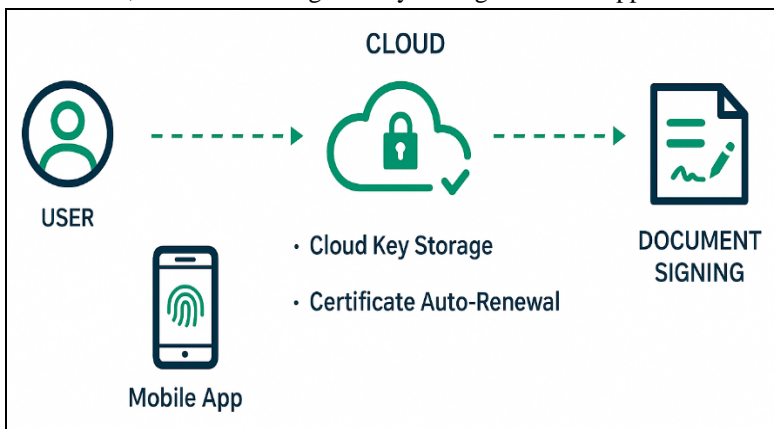 CLOUD
USER
· Cloud Key Storage
· Certificate Auto-Renewal
DOCUMENT
SIGNING
Mobile App